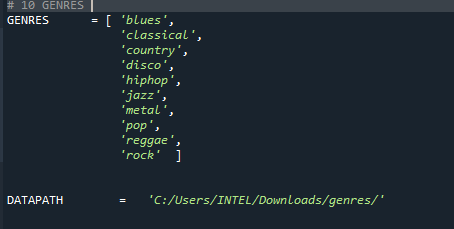 # 10 GENRES
GENRES = [ 'blues',
'classical',
'country',
'disco',
'hiphop',
'jazz',
'metal',
'pop',
'reggae',
'rock' ]
DATAPATH = 'C:/Users/INTEL/Downloads/genres/'